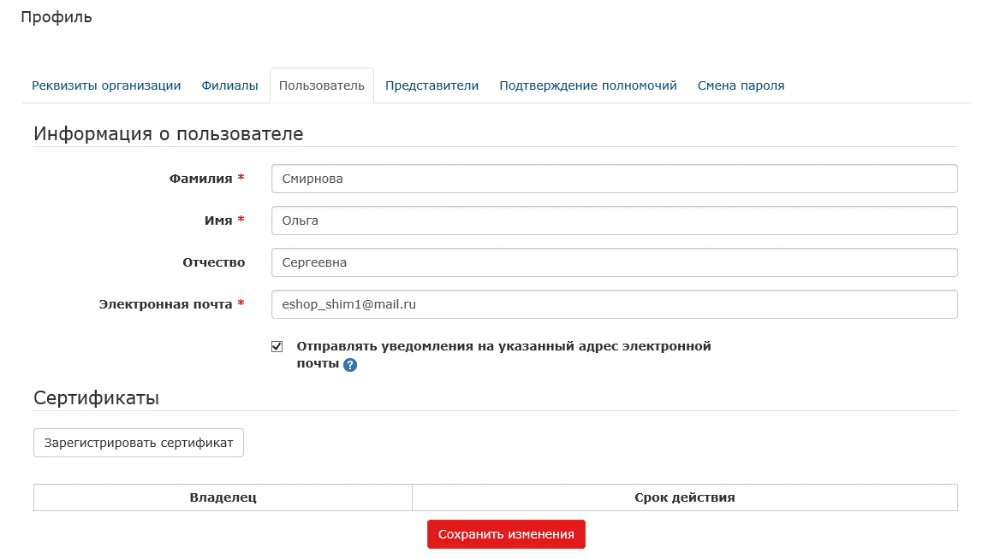 Профиль
Реквизиты организации Филиалы Пользователь Представители Подтверждение полномочий Смена пароля
Информация о пользователе
Фамилия * Смирнова
Имя * Ольга
Отчество Сергеевна
Электронная почта * eshop_shim1@mail.ru
Отправлять уведомления на указанный адрес электронной
почты ?
Сертификаты
Зарегистрировать сертификат
Владелец Срок действия
Сохранить изменения